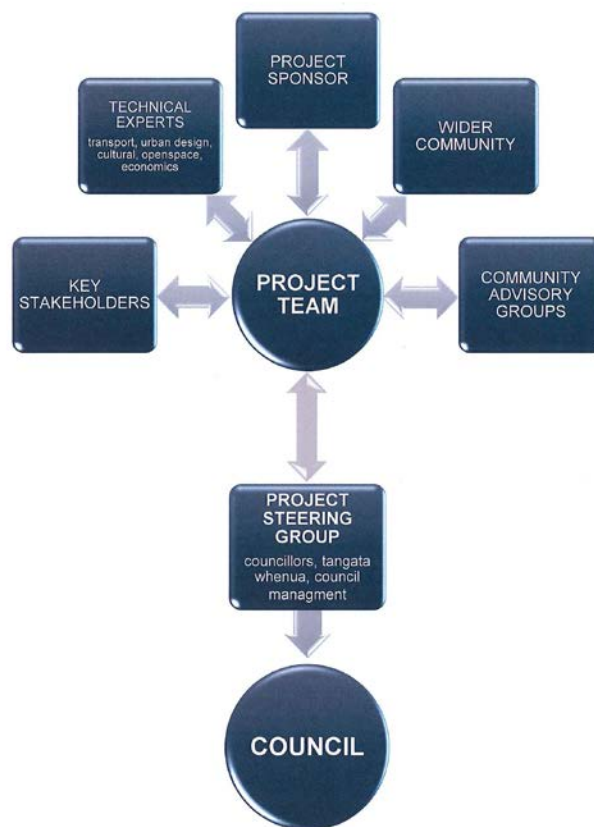 PROJECT
SPONSOR
TECHNICAL
EXPERTS
transport, urban design,
cultural, openspace,
economics
WIDER
COMMUNITY
KEY
STAKEHOLDERS
PROJECT
TEAM
COMMUNITY
ADVISORY
GROUPS
PROJECT
STEERING
GROUP
councillors, tangata
whenua, council
managment
COUNCIL